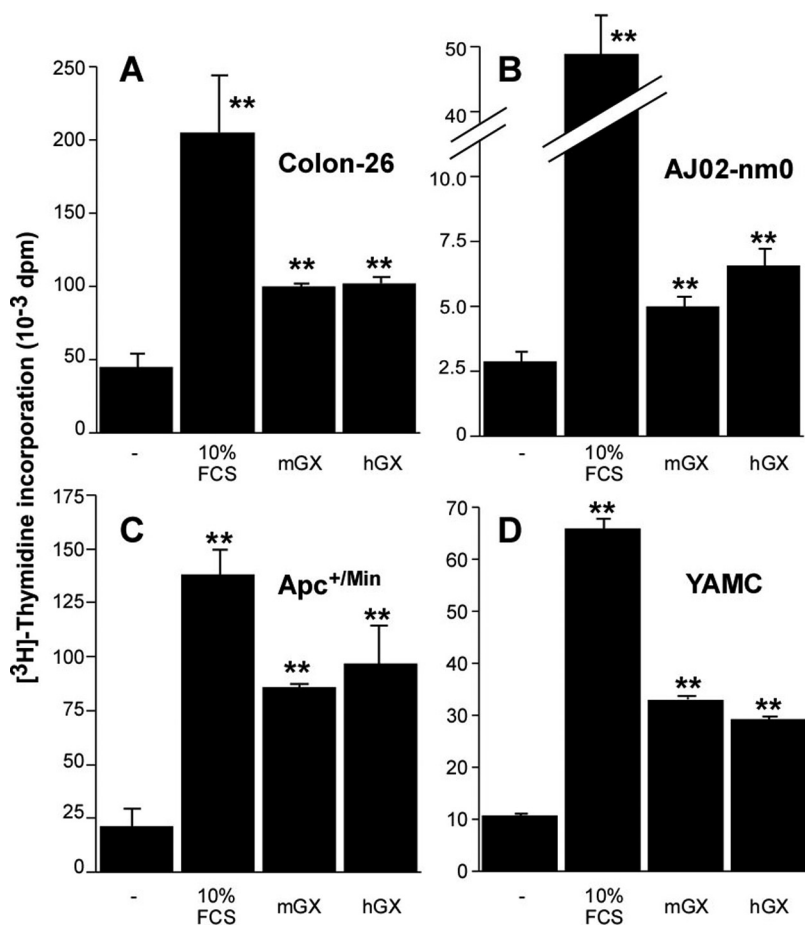 [³H]-Thymidine incorporation (10⁻³ dpm)
A
Colon-26
250
200
150
100
50
0
**
**
**
-
10%
FCS
mGX
hGX
B
AJ02-nm0
50
40
10.0
7.5
5.0
2.5
0
**
**
**
-
10%
FCS
mGX
hGX
C
Apc+/Min
175
150
125
100
75
50
25
0
**
**
**
-
10%
FCS
mGX
hGX
D
YAMC
70
60
50
40
30
20
10
0
**
**
**
-
10%
FCS
mGX
hGX